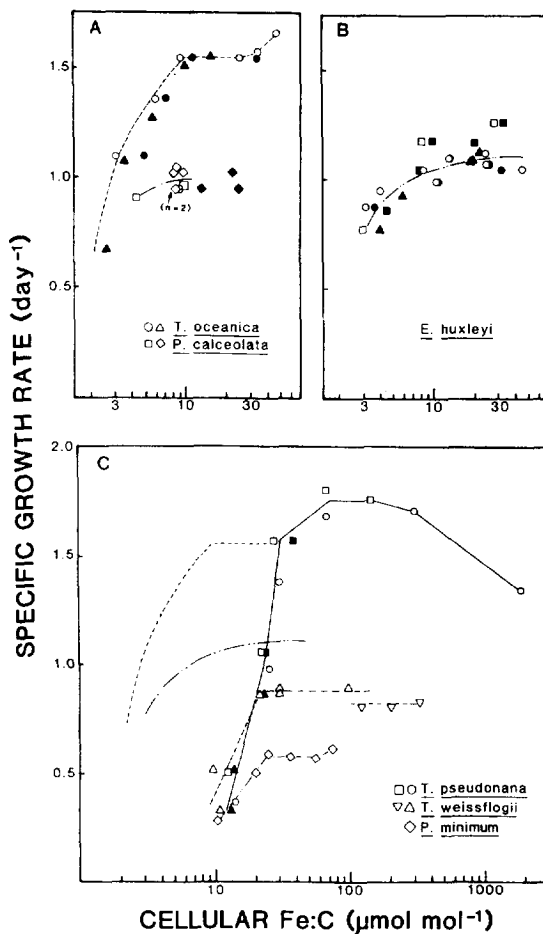 A
B
1.5
1.0
0.5
(n=2)
T. oceanica
P. calceolata
E. huxleyi
3
10
30
3
10
30
SPECIFIC GROWTH RATE (day⁻¹)
C
2.0
1.5
1.0
0.5
T. pseudonana
T. weissflogii
P. minimum
10
100
1000
CELLULAR Fe:C (μmol mol⁻¹)